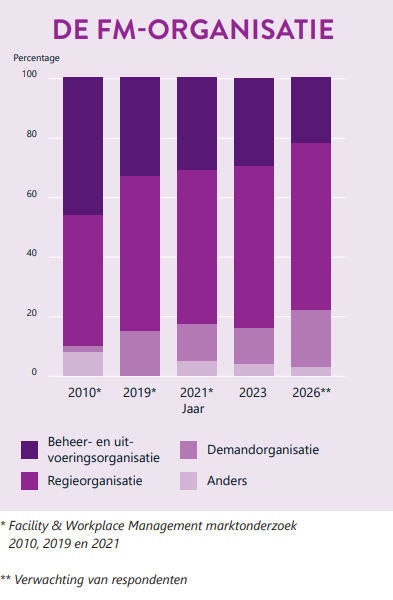 DE FM-ORGANISATIE
Percentage
100
80
60
40
20
0
2010* 2019* 2021* 2023 2026**
Jaar
Beheer- en uit-
voeringsorganisatie
Demandorganisatie
Regieorganisatie
Anders
* Facility & Workplace Management marktonderzoek
2010, 2019 en 2021
** Verwachting van respondenten